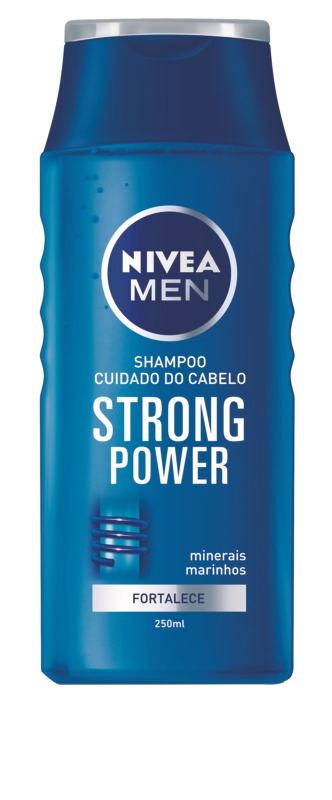 NIVEA
MEN
SHAMPOO
CUIDADO DO CABELO
STRONG
POWER
minerais
marinhos
FORTALECE
250ml